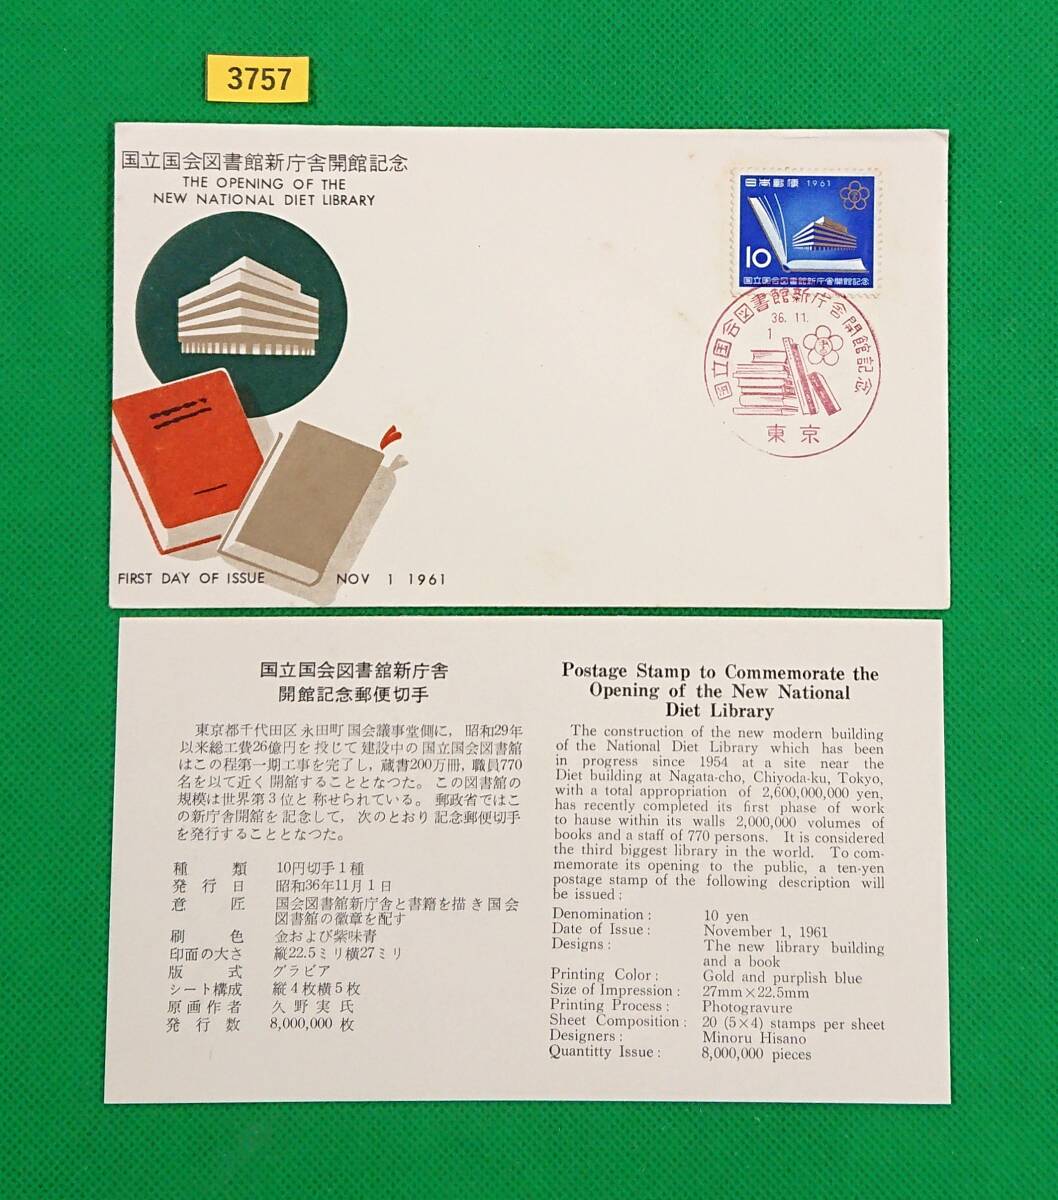 3757
国立国会図書館新庁舎開館記念
THE OPENING OF THE
NEW NATIONAL DIET LIBRARY
日本郵便 1961
10
国立国会図書館新庁舎開館記念
国立国会図書館新庁舎開館記念
36.11.
1
東京
FIRST DAY OF ISSUE NOV 1 1961
国立国会図書館新庁舎
開館記念郵便切手
東京都千代田区永田町国会議事堂側に，昭和29年
以来総工費26億円を投じて建設中の国立国会図書館
はこの程第一期工事を完了し，蔵書200万冊，職員770
名を以て近く開館することとなつた。この図書館の
規模は世界第3位と称せられている。郵政省ではこ
の新庁舎開館を記念して，次のとおり記念郵便切手
を発行することとなつた。
種類 10円切手1種
発行日 昭和36年11月1日
意匠 国会図書館新庁舎と書籍を描き国会
図書館の徽章を配す
刷色 金および紫味青
印面の大さ 縦22.5ミリ横27ミリ
版式 グラビア
シート構成 縦4枚横5枚
原画作者 久野実氏
発行数 8,000,000枚
Postage Stamp to Commemorate the
Opening of the New National
Diet Library
The construction of the new modern building
of the National Diet Library which has been
in progress since 1954 at a site near the
Diet building at Nagata-cho, Chiyoda-ku, Tokyo,
with a total appropriation of 2,600,000,000 yen,
has recently completed its first phase of work
to hause within its walls 2,000,000 volumes of
books and a staff of 770 persons. It is considered
the third biggest library in the world. To com-
memorate its opening to the public, a ten-yen
postage stamp of the following description will
be issued:
Denomination: 10 yen
Date of Issue: November 1, 1961
Designs: The new library building
and a book
Printing Color: Gold and purplish blue
Size of Impression: 27mm×22.5mm
Printing Process: Photogravure
Sheet Composition: 20 (5×4) stamps per sheet
Designers: Minoru Hisano
Quantitty Issue: 8,000,000 pieces